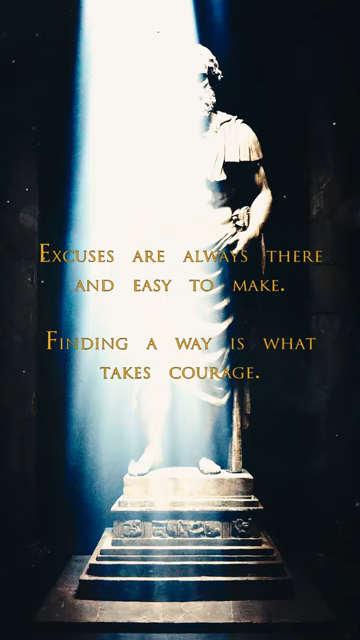 Excuses are always there
and easy to make.
Finding a way is what
takes courage.